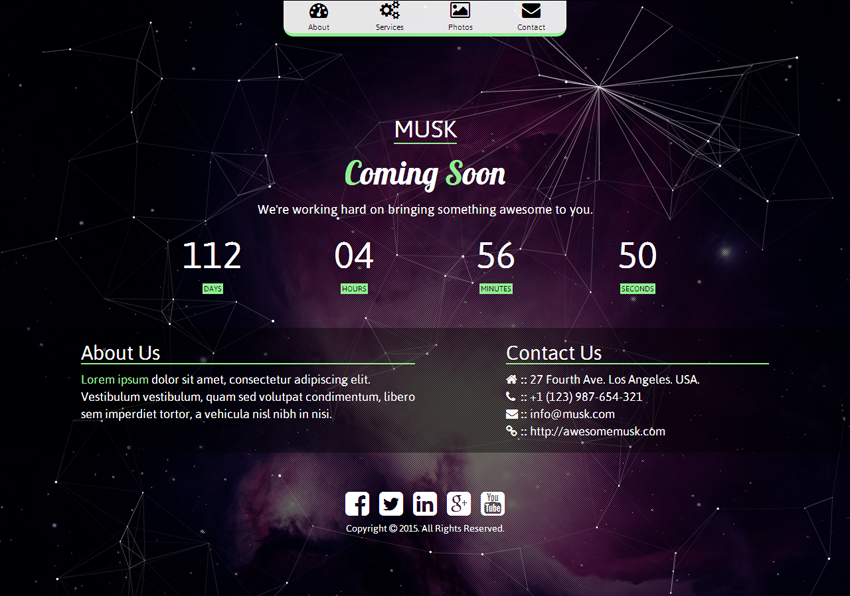 About Services Photos Contact
MUSK
Coming Soon
We're working hard on bringing something awesome to you.
112 04 56 50
DAYS HOURS MINUTES SECONDS
About Us
Lorem ipsum dolor sit amet, consectetur adipiscing elit.
Vestibulum vestibulum, quam sed volutpat condimentum, libero
sem imperdiet tortor, a vehicula nisl nibh in nisi.
Contact Us
:: 27 Fourth Ave. Los Angeles. USA.
:: +1 (123) 987-654-321
:: info@musk.com
:: http://awesomemusk.com
You
Tube
Copyright © 2015. All Rights Reserved.